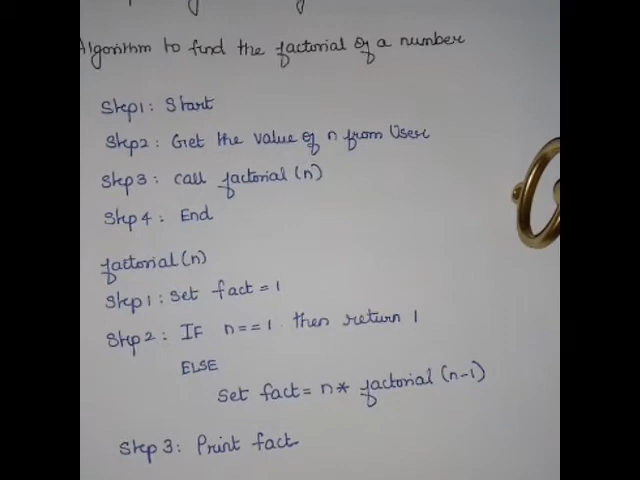 Algorithm to find the factorial of a number
Step1: Start
Step2: Get the value of n from User
Step3: call factorial (n)
Step4: End
factorial (n)
Step1: Set fact = 1
Step2: IF n == 1 then return 1
ELSE
Set fact = n * factorial (n-1)
Step3: Print fact